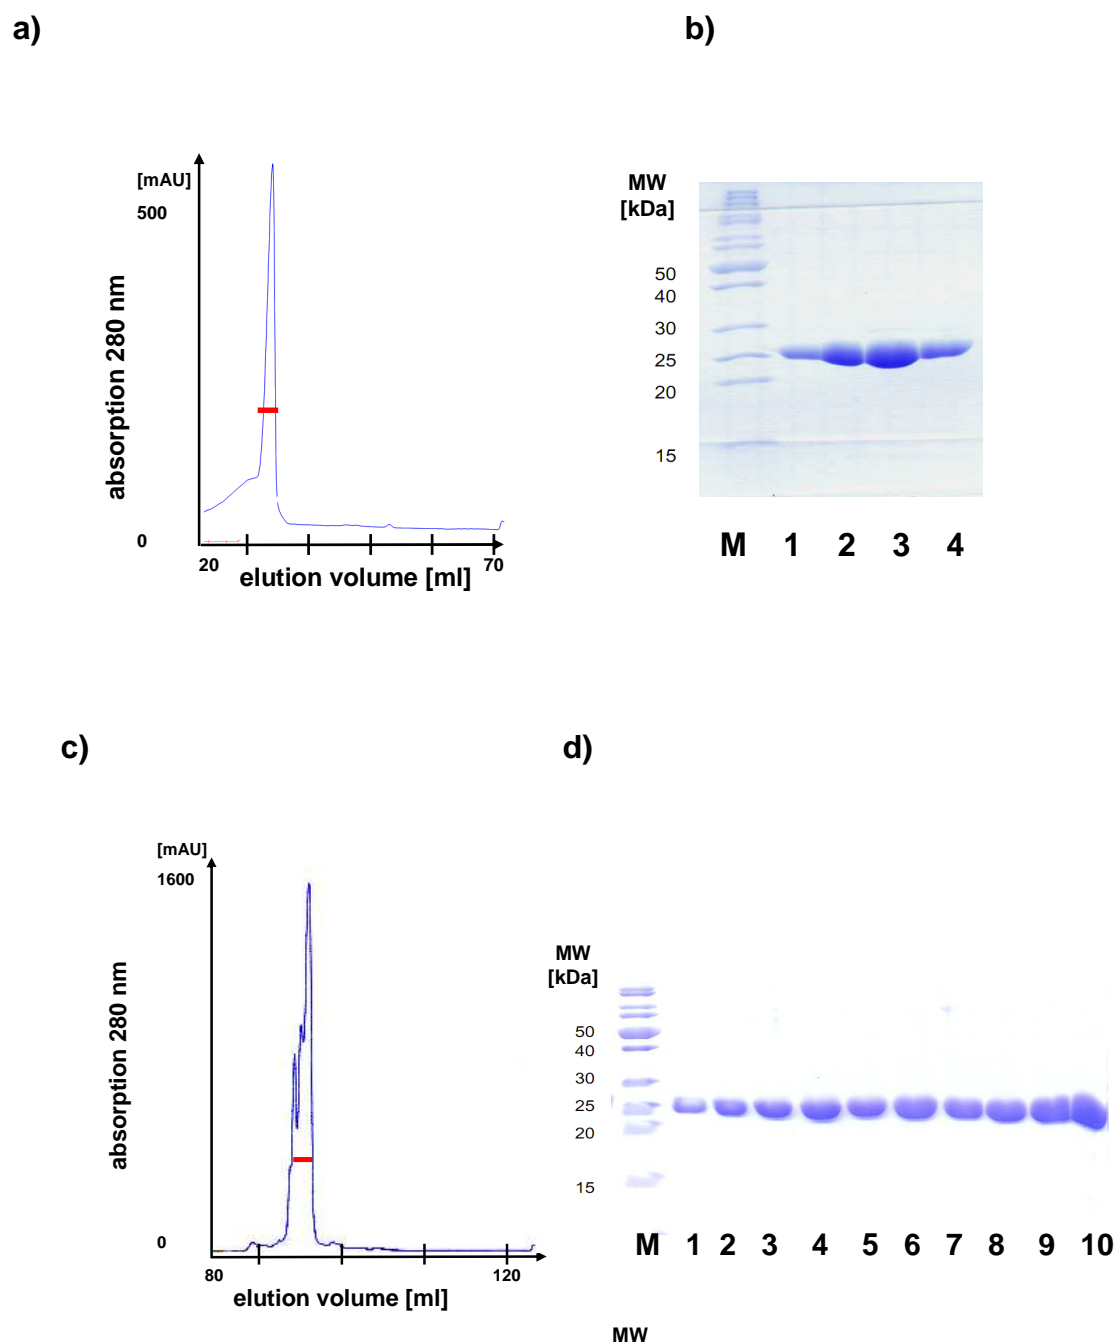 a)
b)
[mAU]
500
absorption 280 nm
0
20
70
elution volume [ml]
MW
[kDa]
50
40
30
25
20
15
M 1 2 3 4
c)
d)
[mAU]
1600
absorption 280 nm
0
80
120
elution volume [ml]
MW
[kDa]
50
40
30
25
20
15
M 1 2 3 4 5 6 7 8 9 10
MW